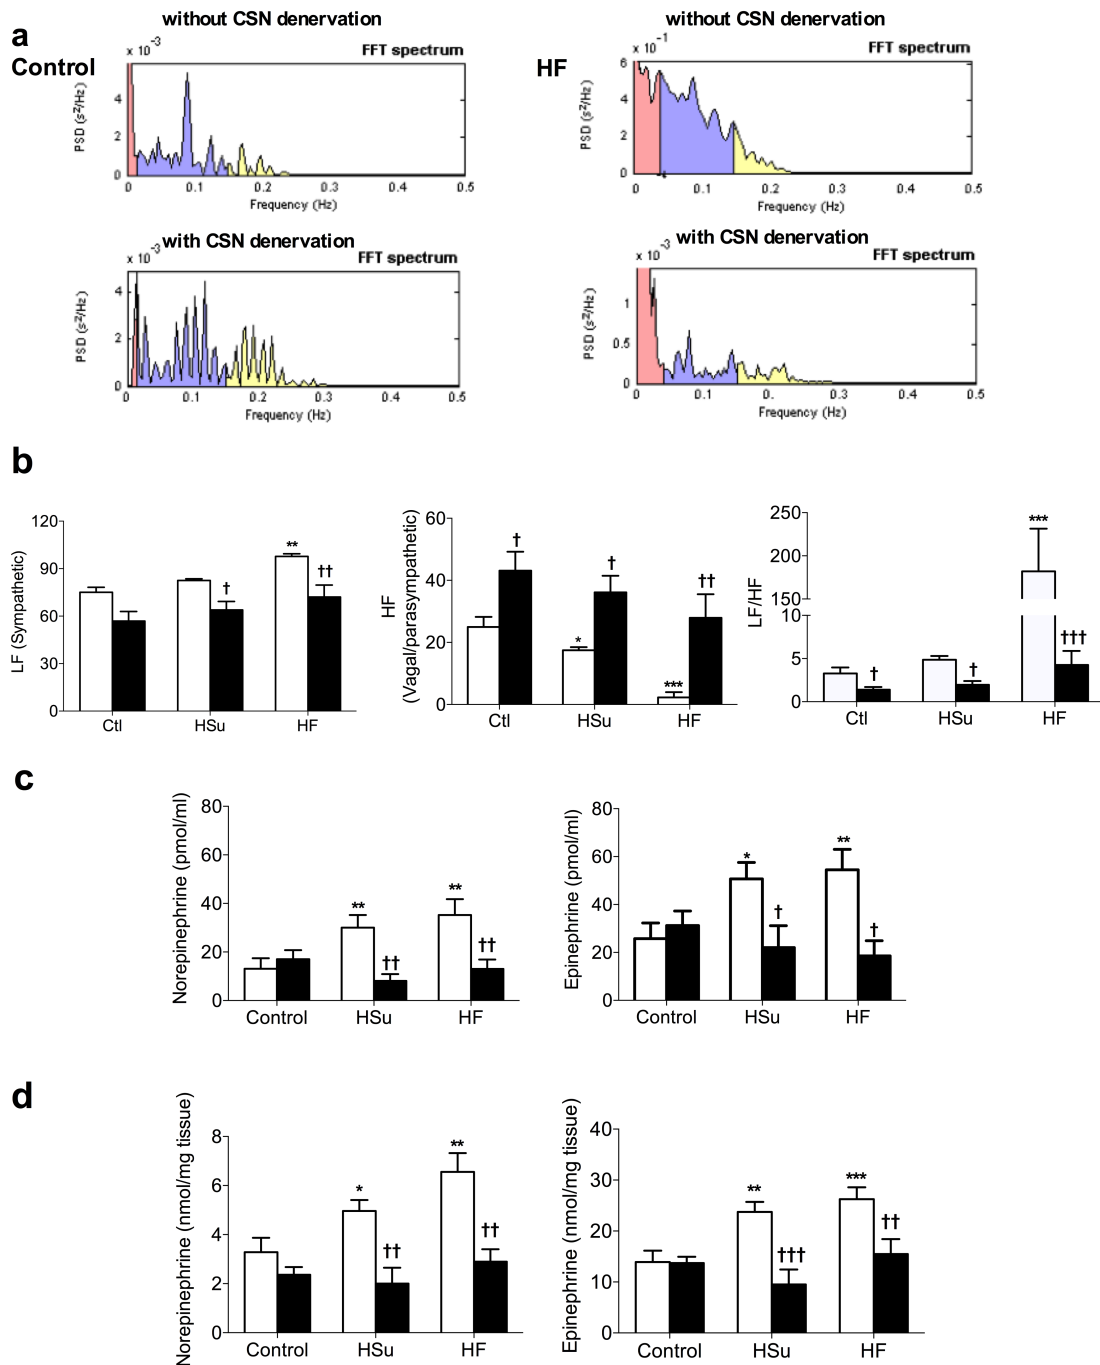 a
without CSN denervation
without CSN denervation
Control
x 10⁻³
FFT spectrum
HF
x 10⁻¹
FFT spectrum
PSD (s²/Hz)
4
2
0
0 0.1 0.2 0.3 0.4 0.5
Frequency (Hz)
PSD (s²/Hz)
6
4
2
0
0 0.1 0.2 0.3 0.4 0.5
Frequency (Hz)
with CSN denervation
x 10⁻³
FFT spectrum
PSD (s²/Hz)
4
2
0
0 0.1 0.2 0.3 0.4 0.5
Frequency (Hz)
with CSN denervation
x 10⁻³
FFT spectrum
PSD (s²/Hz)
1
0.5
0
0 0.1 0. 0.3 0.4 0.5
Frequency (Hz)
b
LF (Sympathetic)
120
90
60
30
0
** † ††
Ctl HSu HF
HF
(Vagal/parasympathetic)
60
40
20
0
† * † *** ††
Ctl HSu HF
LF/HF
250
200
150
10
5
0
† † *** †††
Ctl HSu HF
c
Norepinephrine (pmol/ml)
80
60
40
20
0
** †† ** ††
Control HSu HF
Epinephrine (pmol/ml)
80
60
40
20
0
* † ** †
Control HSu HF
d
Norepinephrine (nmol/mg tissue)
8
6
4
2
0
* †† ** ††
Control HSu HF
Epinephrine (nmol/mg tissue)
40
30
20
10
0
** ††† *** ††
Control HSu HF